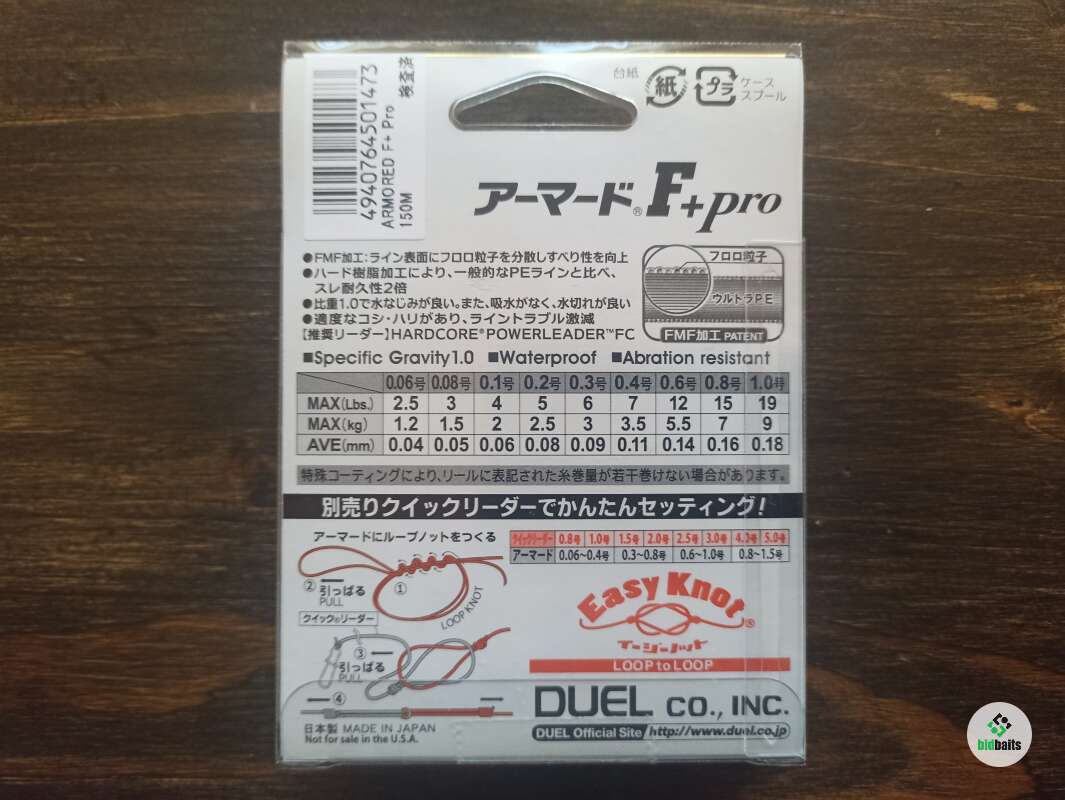 4940764501473
ARMORED F+ Pro
150M
検査済
台紙
紙
プラ
ケース
スプール
アーマード® F+pro
●FMF加工:ライン表面にフロロ粒子を分散しすべり性を向上
●ハード樹脂加工により、一般的なPEラインと比べ、
スレ耐久性2倍
●比重1.0で水なじみが良い。また、吸水がなく、水切れが良い
●適度なコシ・ハリがあり、ライントラブル激減
【推奨リーダー】HARDCORE®POWERLEADER™FC
フロロ粒子
ウルトラPE
FMF加工 PATENT
■Specific Gravity1.0 ■Waterproof ■Abration resistant
0.06号 0.08号 0.1号 0.2号 0.3号 0.4号 0.6号 0.8号 1.0号
MAX(Lbs.) 2.5 3 4 5 6 7 12 15 19
MAX(kg) 1.2 1.5 2 2.5 3 3.5 5.5 7 9
AVE(mm) 0.04 0.05 0.06 0.08 0.09 0.11 0.14 0.16 0.18
特殊コーティングにより、リールに表記された糸巻量が若干巻けない場合があります。
別売りクイックリーダーでかんたんセッティング!
アーマードにループノットをつくる
クイックリーダー 0.8号 1.0号 1.5号 2.0号 2.5号 3.0号 4.0号 5.0号
アーマード 0.06~0.4号 0.3~0.8号 0.6~1.0号 0.8~1.5号
②
引っぱる
PULL
①
LOOP KNOT
クイック®リーダー
③
引っぱる
PULL
④
Easy Knot®
イージーノット
LOOP to LOOP
DUEL CO., INC.
日本製 MADE IN JAPAN
Not for sale in the U.S.A.
DUEL Official Site http://www.duel.co.jp
bidbaits